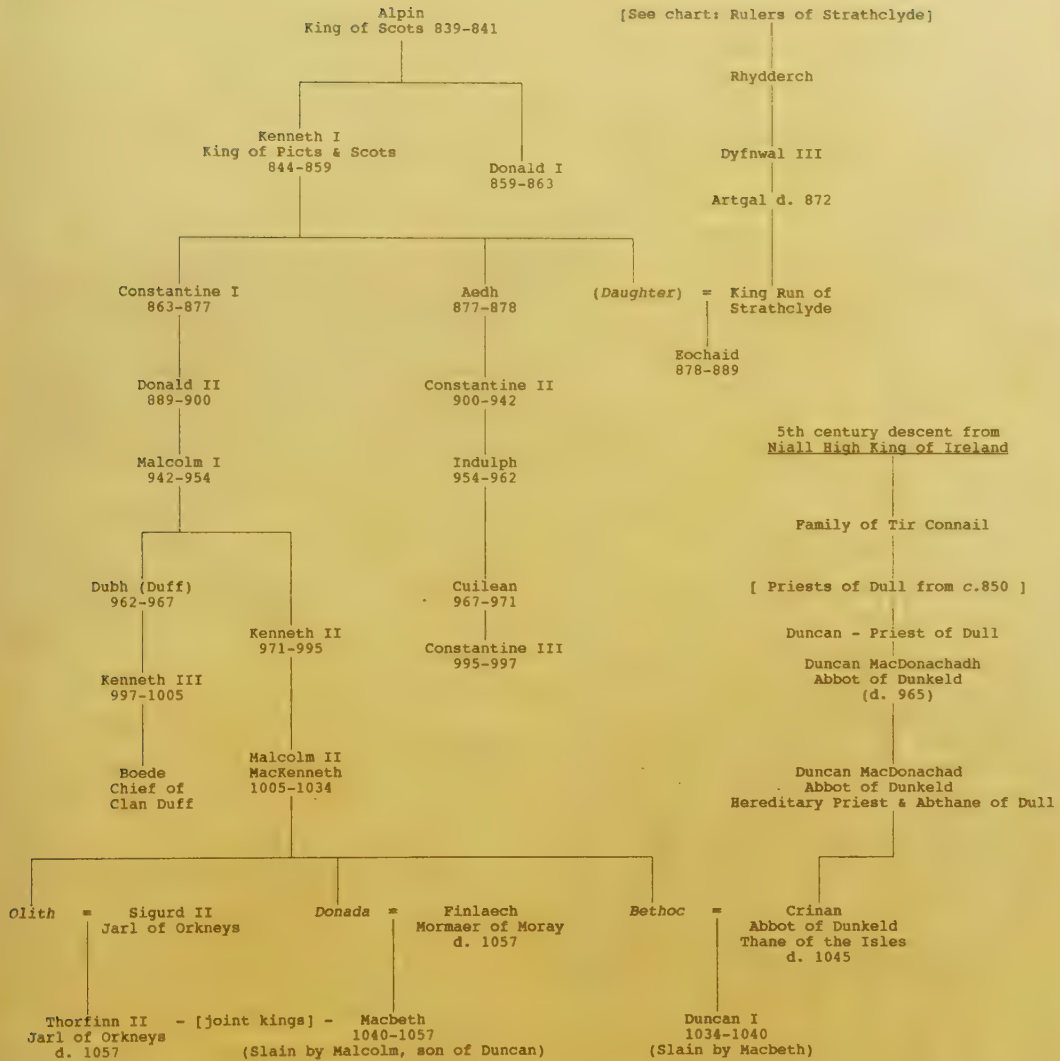 Alpin
King of Scots 839-841
[See chart: Rulers of Strathclyde]
Rhydderch
Kenneth I
King of Picts & Scots
844-859
Donald I
859-863
Dyfnwal III
Artgal d. 872
Constantine I
863-877
Aedh
877-878
(Daughter) = King Run of
Strathclyde
Eochaid
878-889
Donald II
889-900
Constantine II
900-942
5th century descent from
Niall High King of Ireland
Malcolm I
942-954
Indulph
954-962
Family of Tir Connail
Dubh (Duff)
962-967
Cuilean
967-971
[ Priests of Dull from c.850 ]
Kenneth II
971-995
Constantine III
995-997
Duncan - Priest of Dull
Duncan MacDonachadh
Abbot of Dunkeld
(d. 965)
Kenneth III
997-1005
Boede
Chief of
Clan Duff
Malcolm II
MacKenneth
1005-1034
Duncan MacDonachad
Abbot of Dunkeld
Hereditary Priest & Abthane of Dull
Olith = Sigurd II
Jarl of Orkneys
Donada = Finlaech
Mormaer of Moray
d. 1057
Bethoc = Crinan
Abbot of Dunkeld
Thane of the Isles
d. 1045
Thorfinn II - [joint kings] - Macbeth
Jarl of Orkneys
d. 1057
1040-1057
(Slain by Malcolm, son of Duncan)
Duncan I
1034-1040
(Slain by Macbeth)